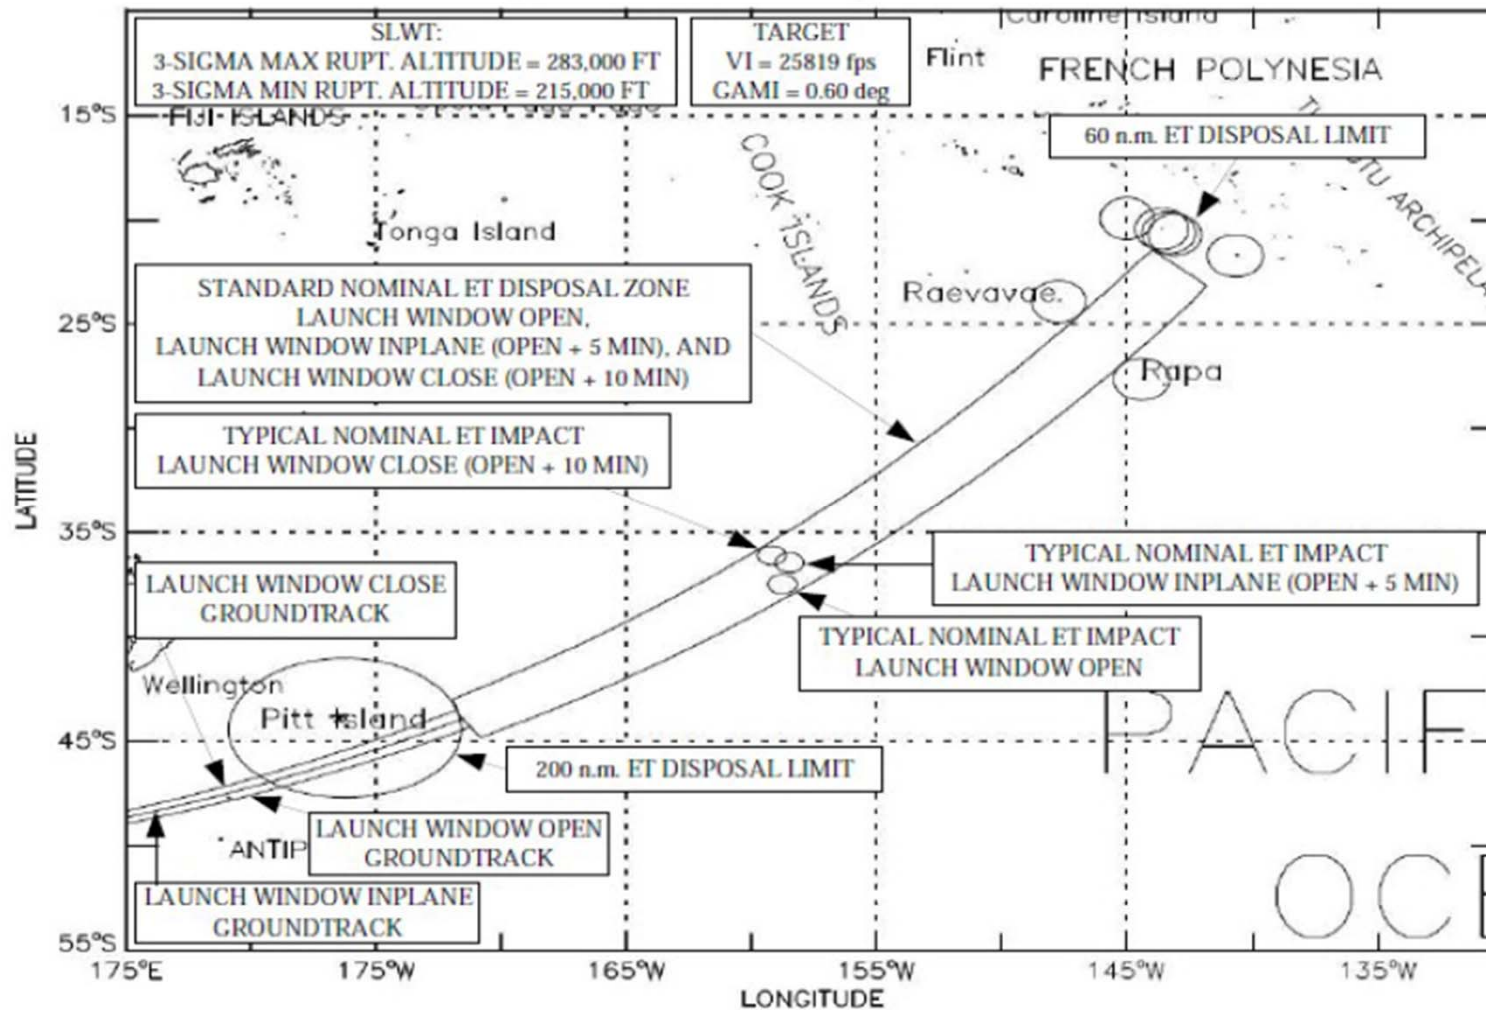 SLWT:
3-SIGMA MAX RUPT. ALTITUDE = 283,000 FT
3-SIGMA MIN RUPT. ALTITUDE = 215,000 FT
TARGET
VI = 25819 fps
GAMI = 0.60 deg
Caroline Island
Flint
FRENCH POLYNESIA
15°S
FIJI ISLANDS
60 n.m. ET DISPOSAL LIMIT
COOK ISLANDS
Tonga Island
STANDARD NOMINAL ET DISPOSAL ZONE
LAUNCH WINDOW OPEN,
LAUNCH WINDOW INPLANE (OPEN + 5 MIN), AND
LAUNCH WINDOW CLOSE (OPEN + 10 MIN)
Raevavae.
25°S
Rapa
TYPICAL NOMINAL ET IMPACT
LAUNCH WINDOW CLOSE (OPEN + 10 MIN)
LATITUDE
35°S
TYPICAL NOMINAL ET IMPACT
LAUNCH WINDOW INPLANE (OPEN + 5 MIN)
LAUNCH WINDOW CLOSE
GROUNDTRACK
TYPICAL NOMINAL ET IMPACT
LAUNCH WINDOW OPEN
Wellington
Pitt Island
PACIF
45°S
200 n.m. ET DISPOSAL LIMIT
LAUNCH WINDOW OPEN
GROUNDTRACK
ANTIP
LAUNCH WINDOW INPLANE
GROUNDTRACK
OC
55°S
175°E 175°W 165°W 155°W 145°W 135°W
LONGITUDE